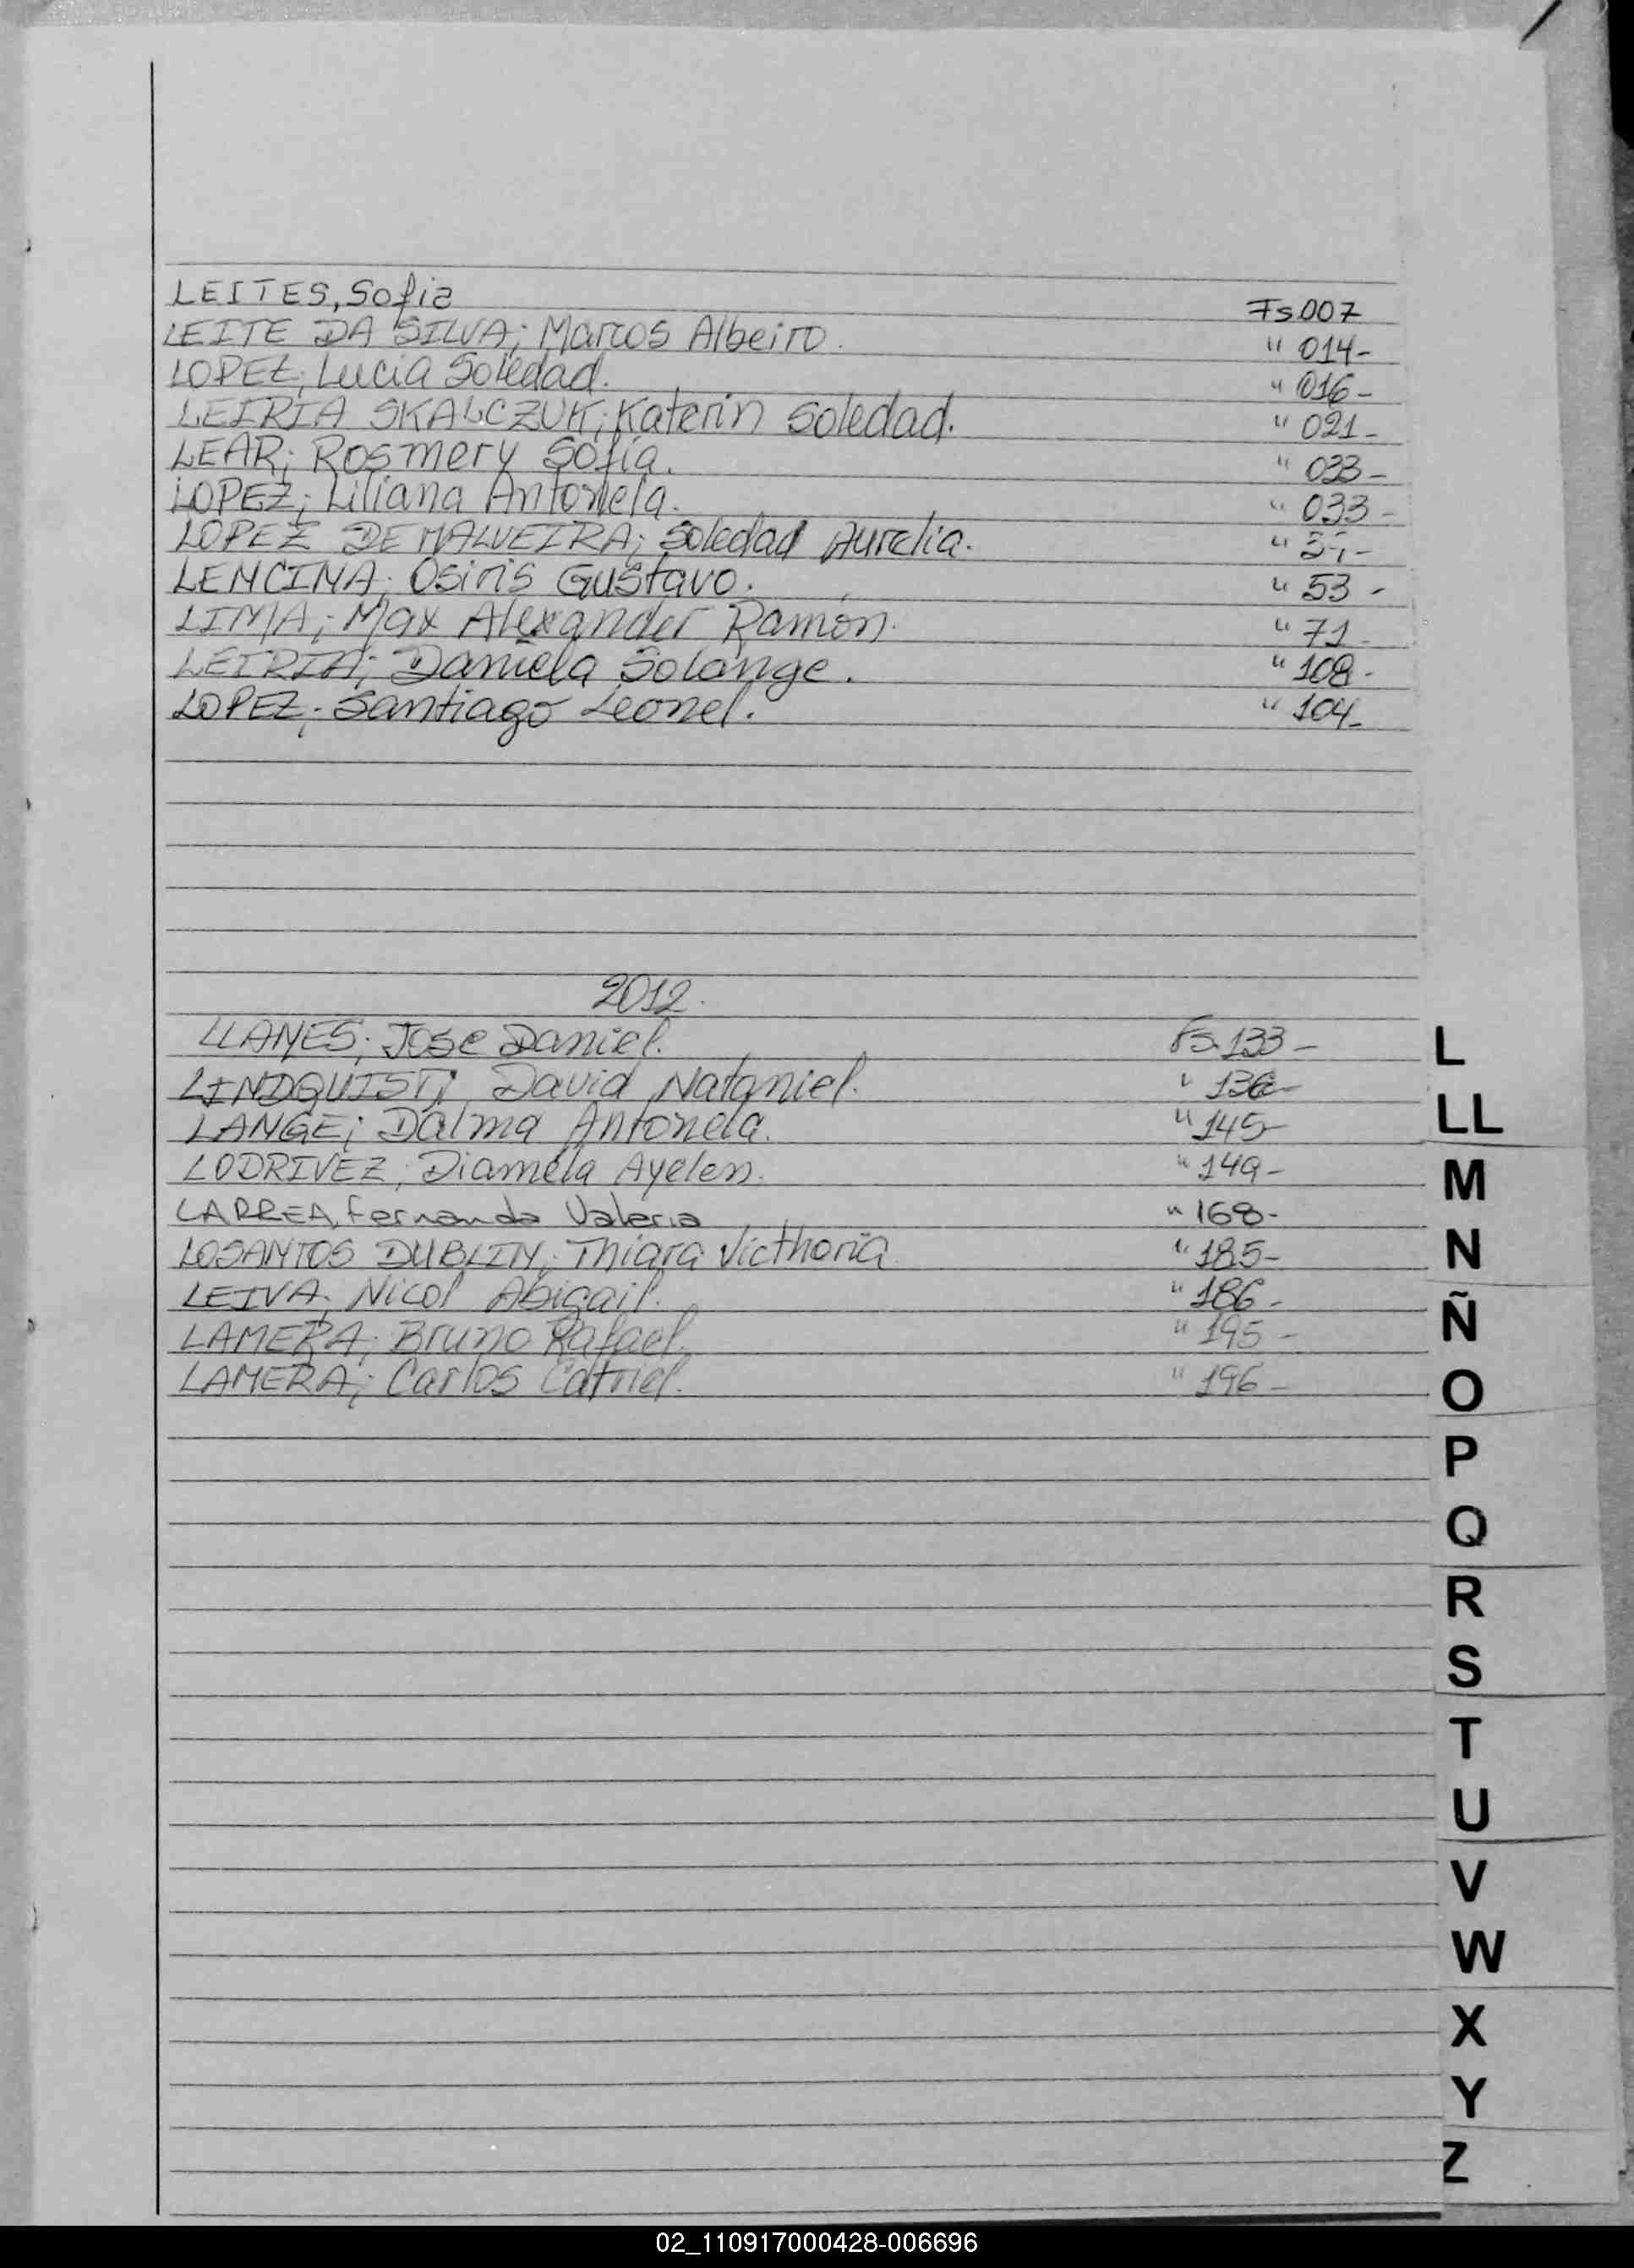 LEITES, Sofia Fs 007
LEITE DA SILVA; Marcos Albeiro. " 014-
LOPEZ; Lucia Soledad. " 016-
LEIRIA SKALCZUK; Katerin Soledad. " 021-
LEAR; Rosmery Sofía. " 033-
LOPEZ; Liliana Antonela. " 033-
LOPEZ DE MALVEIRA; Soledad Aurelia. "
LENCINA; Osiris Gustavo. " 53-
LIMA; Max Alexander Ramón. " 71-
LEIRIA; Daniela Solange. " 108-
LOPEZ; Santiago Leonel. " 104-
2012.
LLANES; Jose Daniel. Fs. 133-
LINDQUIST; David Nataniel. " 136-
LANGE; Dalma Antonela. " 145-
LODRIVEZ; Diamela Ayelen. " 149-
LARREA, Fernanda Valeria " 168-
LOSANTOS Thiara Victhoria " 185-
LEIVA; Nicol Abigail. " 186-
LAMERA; Bruno Rafael. " 195-
LAMERA; Carlos Catriel. " 196-
L
LL
M
N
Ñ
O
P
Q
R
S
T
U
V
W
X
Y
Z
02_110917000428-006696